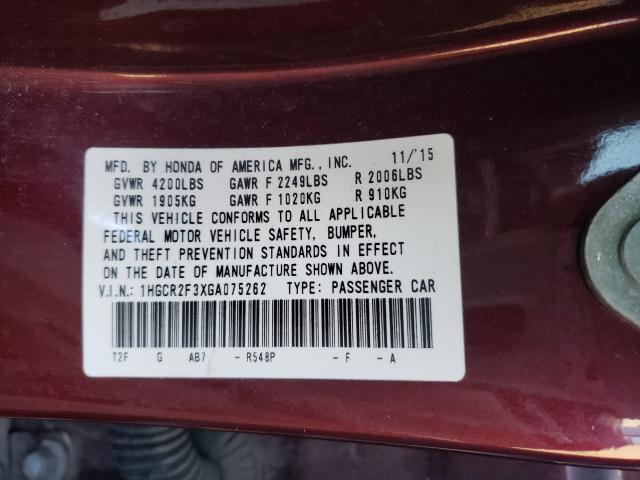 MFD. BY HONDA OF AMERICA MFG., INC. 11/'15
GVWR 4200LBS GAWR F 2249LBS R 2006LBS
GVWR 1905KG GAWR F 1020KG R 910KG
THIS VEHICLE CONFORMS TO ALL APPLICABLE
FEDERAL MOTOR VEHICLE SAFETY, BUMPER,
AND THEFT PREVENTION STANDARDS IN EFFECT
ON THE DATE OF MANUFACTURE SHOWN ABOVE.
V.I.N.: 1HGCR2F3XGA075262 TYPE: PASSENGER CAR
T2F G AB7 - R548P - F - A